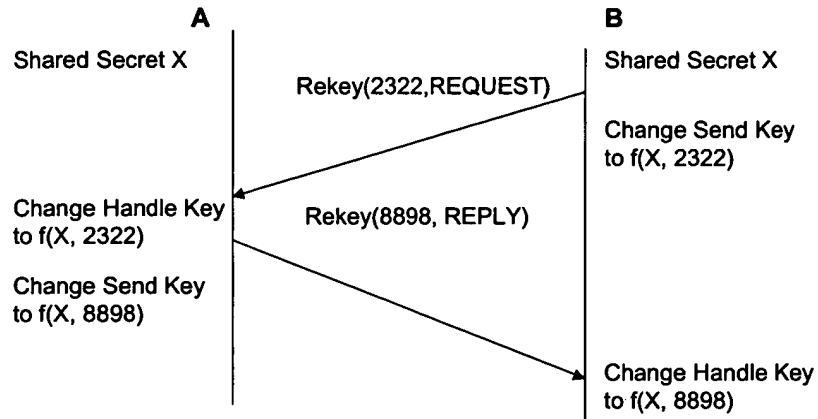 A
B
Shared Secret X
Shared Secret X
Rekey(2322,REQUEST)
Change Send Key
to f(X, 2322)
Change Handle Key
to f(X, 2322)
Rekey(8898, REPLY)
Change Send Key
to f(X, 8898)
Change Handle Key
to f(X, 8898)